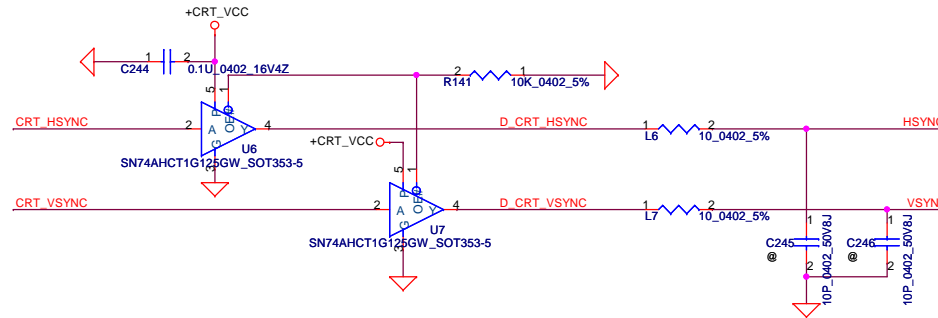 +CRT_VCC
1
2
C244
0.1U_0402_16V4Z
2
1
R141
10K_0402_5%
5
1
P
OE#
CRT_HSYNC
2
A
Y
4
G
3
U6
SN74AHCT1G125GW_SOT353-5
D_CRT_HSYNC
1
2
L6
10_0402_5%
HSYNC
+CRT_VCC
5
1
P
OE#
CRT_VSYNC
2
A
Y
4
G
3
U7
SN74AHCT1G125GW_SOT353-5
D_CRT_VSYNC
1
2
L7
10_0402_5%
VSYN
1
C245
@
2
10P_0402_50V8J
1
C246
@
2
10P_0402_50V8J